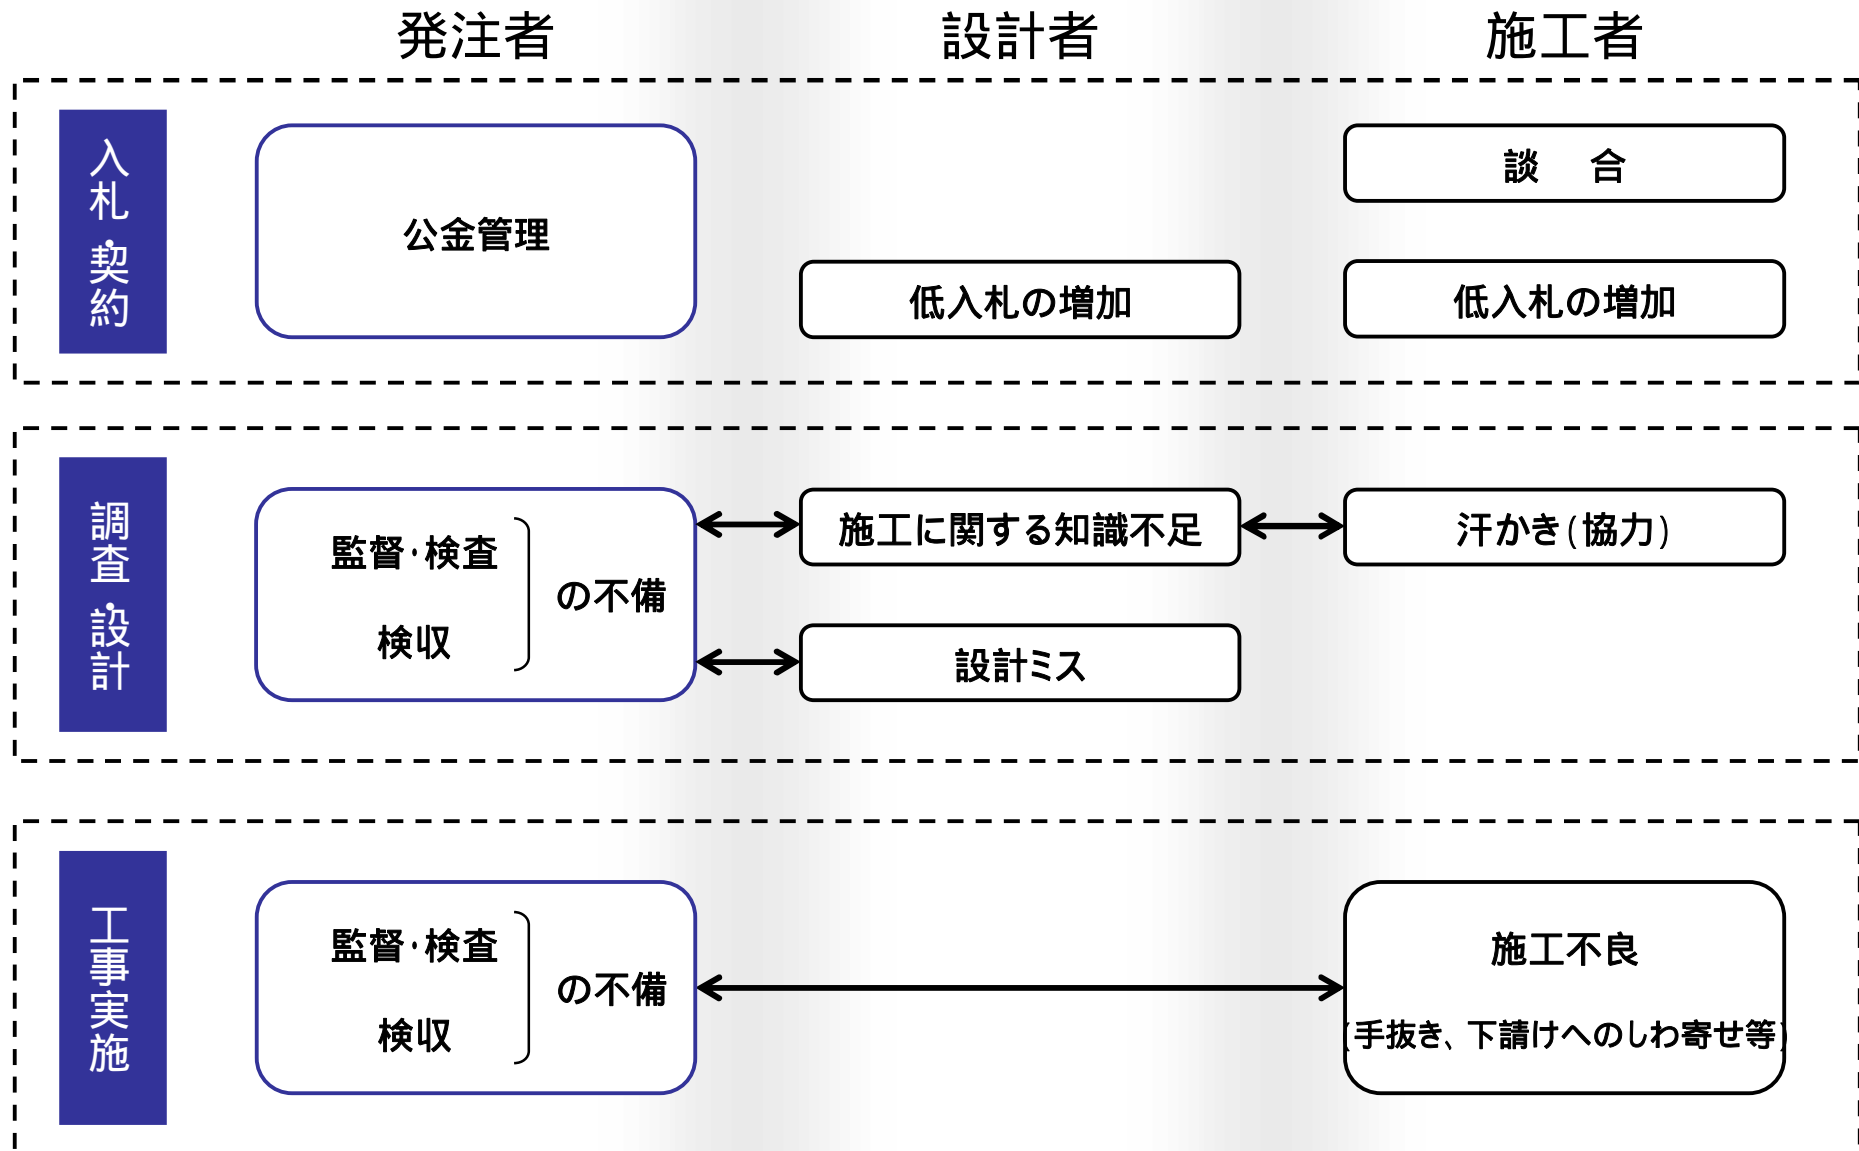 発注者
設計者
施工者
入札・契約
公金管理
談　合
低入札の増加
低入札の増加
調査・設計
監督・検査
検収
の不備
施工に関する知識不足
汗かき(協力)
設計ミス
工事実施
監督・検査
検収
の不備
施工不良
(手抜き、下請けへのしわ寄せ等)